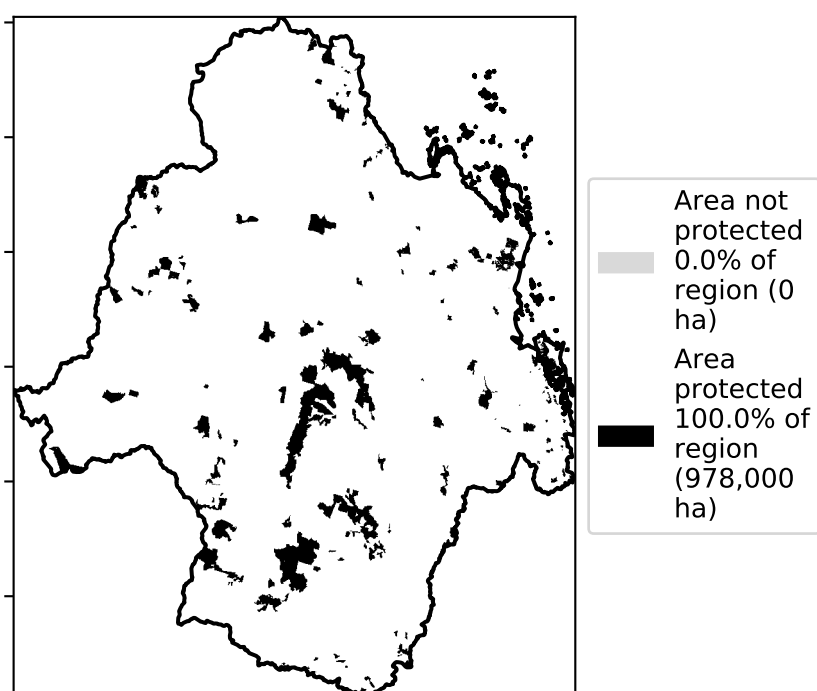 Area not
protected
0.0% of
region (0
ha)
Area
protected
100.0% of
region
(978,000
ha)